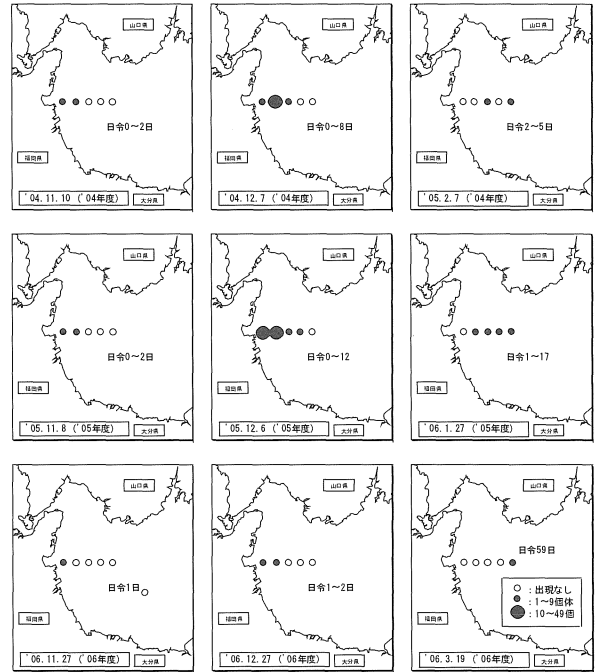 山口県
日令0～2日
福岡県
'04.11.10 ('04年度)
大分県
山口県
日令0～8日
福岡県
'04.12.7 ('04年度)
大分県
山口県
日令2～5日
福岡県
'05.2.7 ('04年度)
大分県
山口県
日令0～2日
福岡県
'05.11.8 ('05年度)
大分県
山口県
日令0～12
福岡県
'05.12.6 ('05年度)
大分県
山口県
日令1～17
福岡県
'06.1.27 ('05年度)
大分県
山口県
日令1日
福岡県
'06.11.27 ('06年度)
大分県
山口県
日令1～2日
福岡県
'06.12.27 ('06年度)
大分県
山口県
日令59日
○：出現なし
●：1～9個体
●：10～49個
福岡県
'06.3.19 ('06年度)
大分県